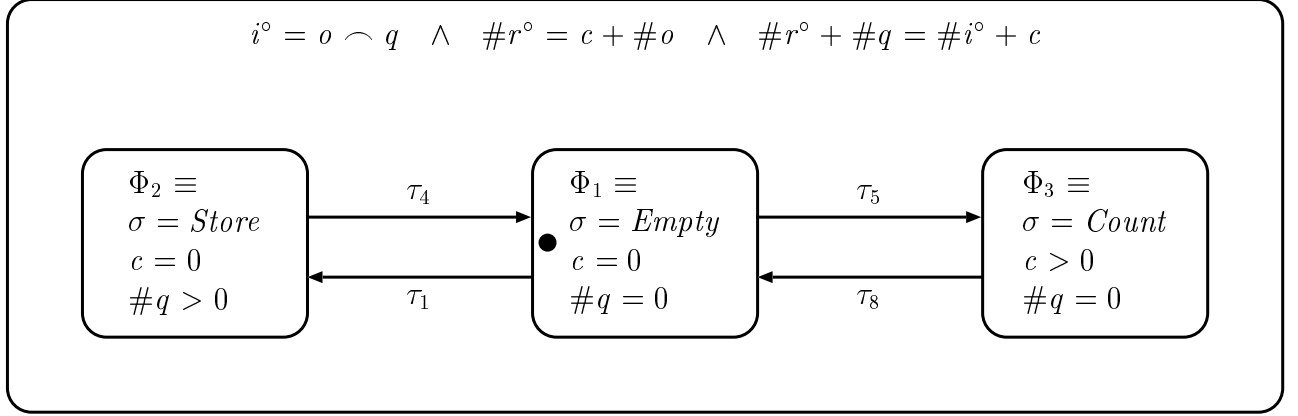 i° = o ⌢ q ∧ #r° = c + #o ∧ #r° + #q = #i° + c
Φ₂ ≡
σ = Store
c = 0
#q > 0
τ₄
τ₁
Φ₁ ≡
σ = Empty
c = 0
#q = 0
τ₅
τ₈
Φ₃ ≡
σ = Count
c > 0
#q = 0